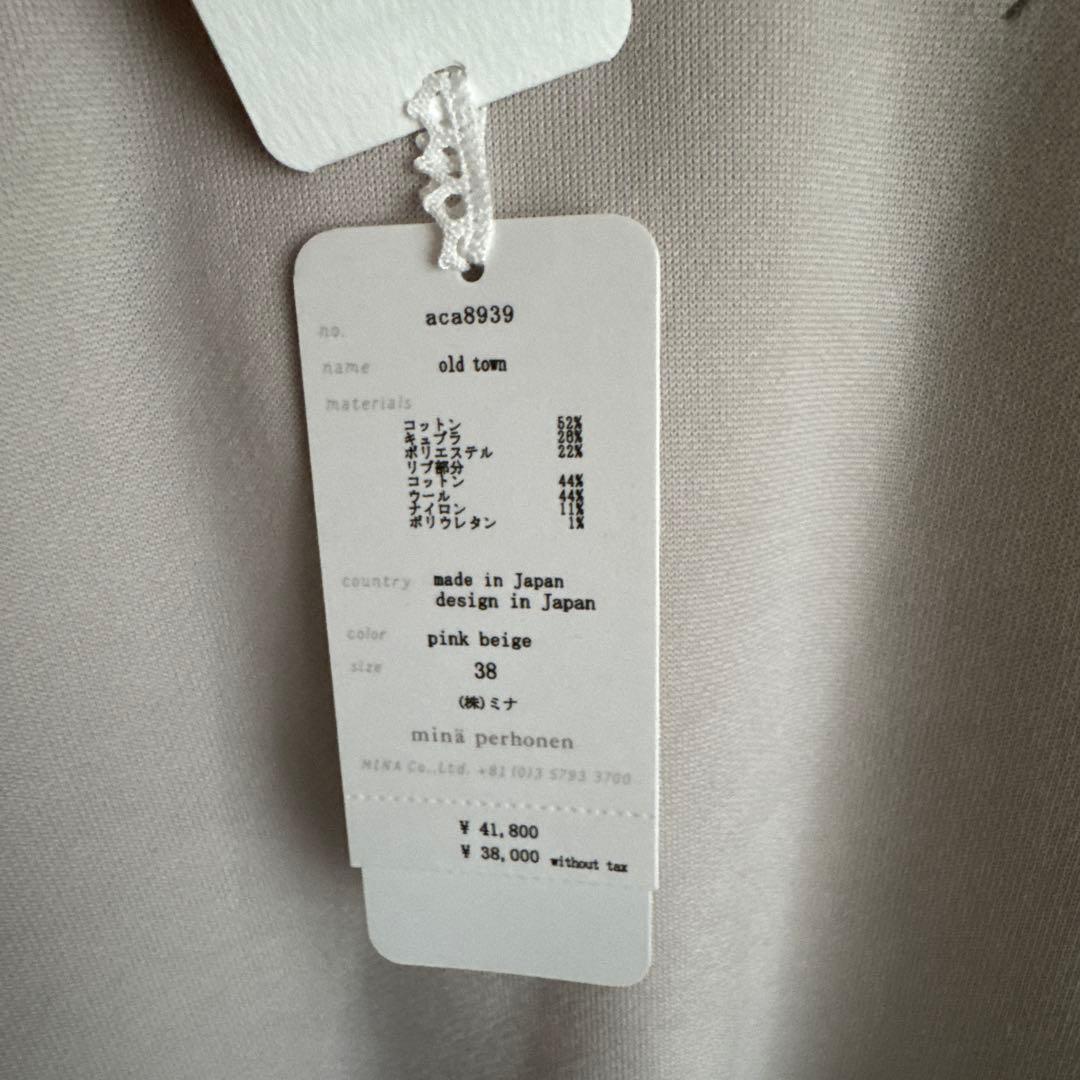 no. aca8939
name old town
materials
コットン 52%
キュプラ 26%
ポリエステル 22%
リブ部分
コットン 44%
ウール 44%
ナイロン 11%
ポリウレタン 1%
country made in Japan
design in Japan
color pink beige
size 38
(株)ミナ
minä perhonen
MINA Co.,Ltd. +81 (0)3 5793 3700
¥ 41,800
¥ 38,000 without tax